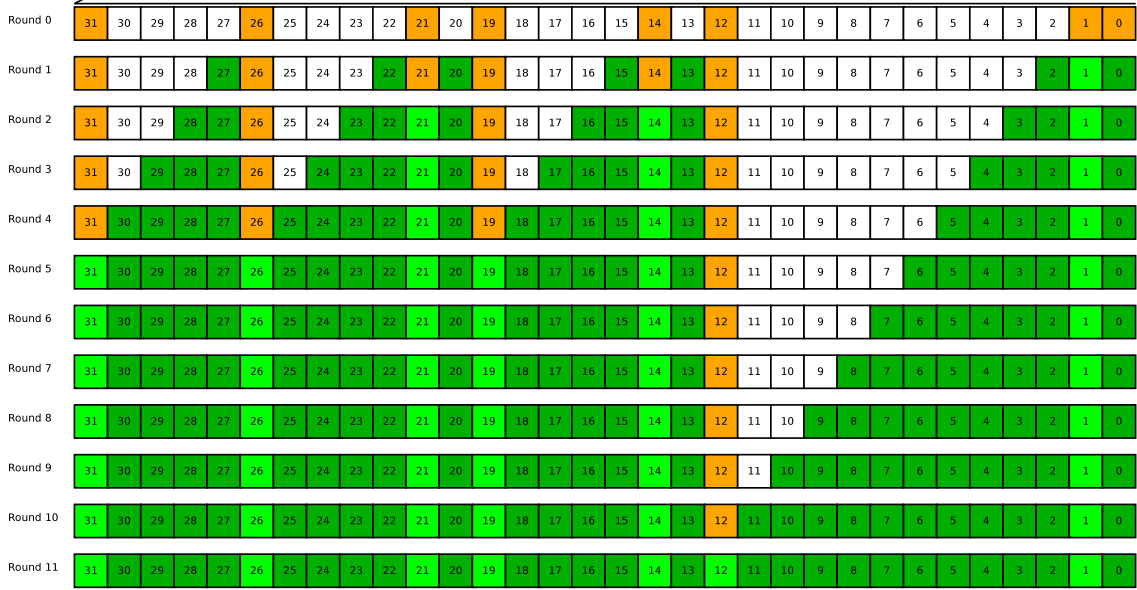 Round 0 31 30 29 28 27 26 25 24 23 22 21 20 19 18 17 16 15 14 13 12 11 10 9 8 7 6 5 4 3 2 1 0
Round 1 31 30 29 28 27 26 25 24 23 22 21 20 19 18 17 16 15 14 13 12 11 10 9 8 7 6 5 4 3 2 1 0
Round 2 31 30 29 28 27 26 25 24 23 22 21 20 19 18 17 16 15 14 13 12 11 10 9 8 7 6 5 4 3 2 1 0
Round 3 31 30 29 28 27 26 25 24 23 22 21 20 19 18 17 16 15 14 13 12 11 10 9 8 7 6 5 4 3 2 1 0
Round 4 31 30 29 28 27 26 25 24 23 22 21 20 19 18 17 16 15 14 13 12 11 10 9 8 7 6 5 4 3 2 1 0
Round 5 31 30 29 28 27 26 25 24 23 22 21 20 19 18 17 16 15 14 13 12 11 10 9 8 7 6 5 4 3 2 1 0
Round 6 31 30 29 28 27 26 25 24 23 22 21 20 19 18 17 16 15 14 13 12 11 10 9 8 7 6 5 4 3 2 1 0
Round 7 31 30 29 28 27 26 25 24 23 22 21 20 19 18 17 16 15 14 13 12 11 10 9 8 7 6 5 4 3 2 1 0
Round 8 31 30 29 28 27 26 25 24 23 22 21 20 19 18 17 16 15 14 13 12 11 10 9 8 7 6 5 4 3 2 1 0
Round 9 31 30 29 28 27 26 25 24 23 22 21 20 19 18 17 16 15 14 13 12 11 10 9 8 7 6 5 4 3 2 1 0
Round 10 31 30 29 28 27 26 25 24 23 22 21 20 19 18 17 16 15 14 13 12 11 10 9 8 7 6 5 4 3 2 1 0
Round 11 31 30 29 28 27 26 25 24 23 22 21 20 19 18 17 16 15 14 13 12 11 10 9 8 7 6 5 4 3 2 1 0